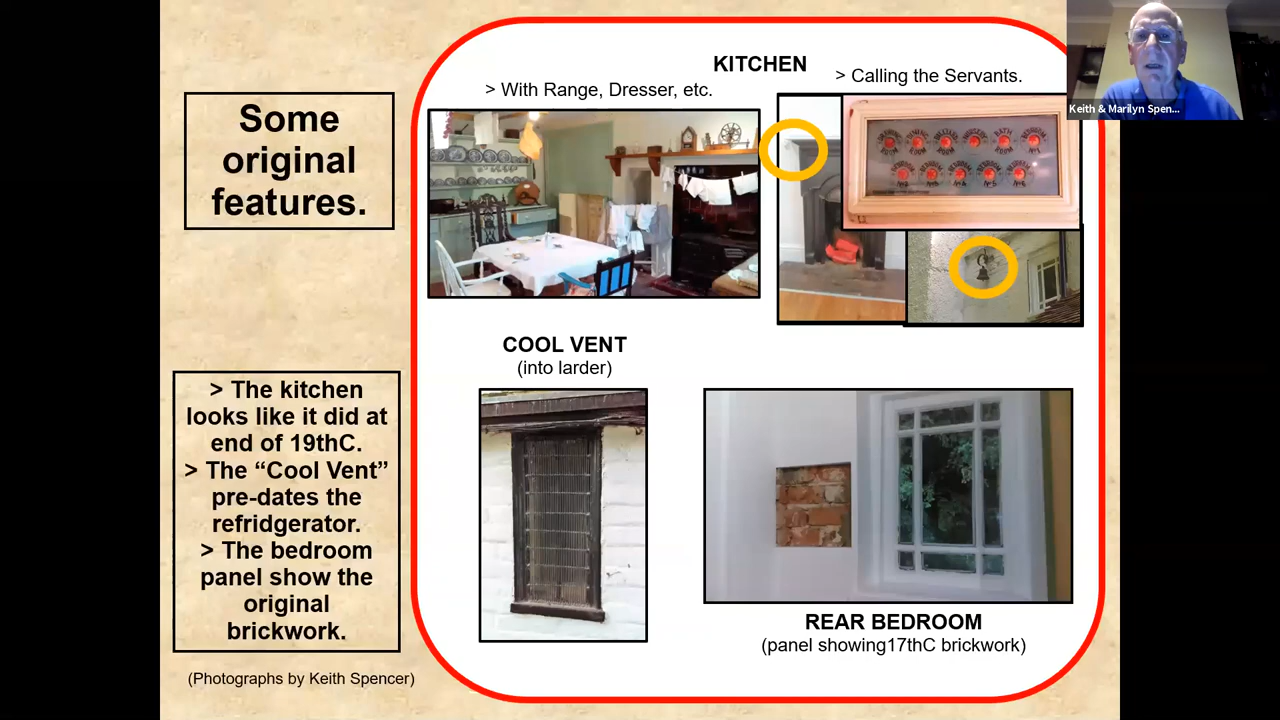 Some
original
features.
> The kitchen
looks like it did at
end of 19thC.
> The “Cool Vent”
pre-dates the
refridgerator.
> The bedroom
panel show the
original
brickwork.
(Photographs by Keith Spencer)
KITCHEN
> With Range, Dresser, etc.
> Calling the Servants.
COOL VENT
(into larder)
REAR BEDROOM
(panel showing17thC brickwork)
Keith & Marilyn Spen...